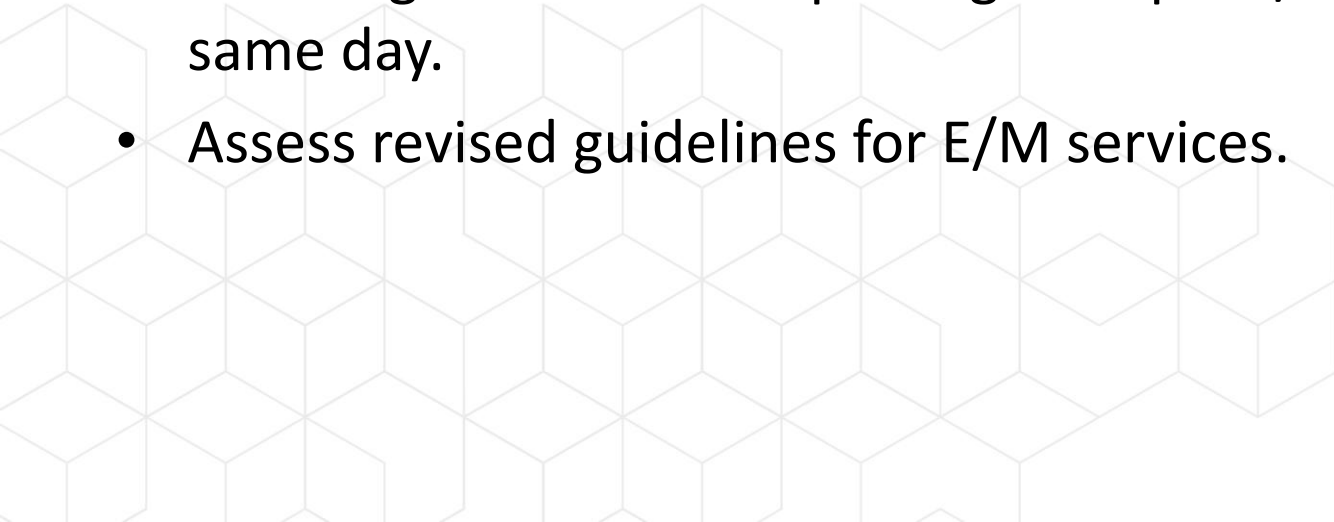 same day.
• Assess revised guidelines for E/M services.